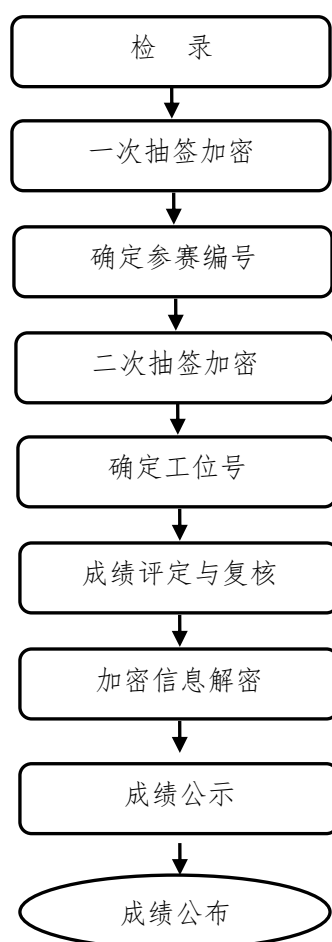 检 录
一次抽签加密
确定参赛编号
二次抽签加密
确定工位号
成绩评定与复核
加密信息解密
成绩公示
成绩公布